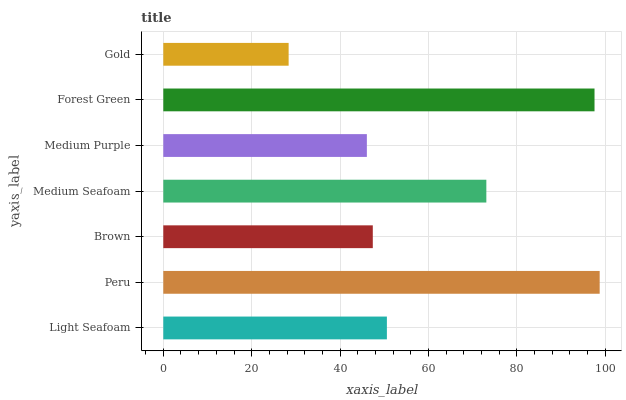 title
Gold
Forest Green
Medium Purple
Medium Seafoam
Brown
Peru
Light Seafoam
yaxis_label
0 20 40 60 80 100
xaxis_label